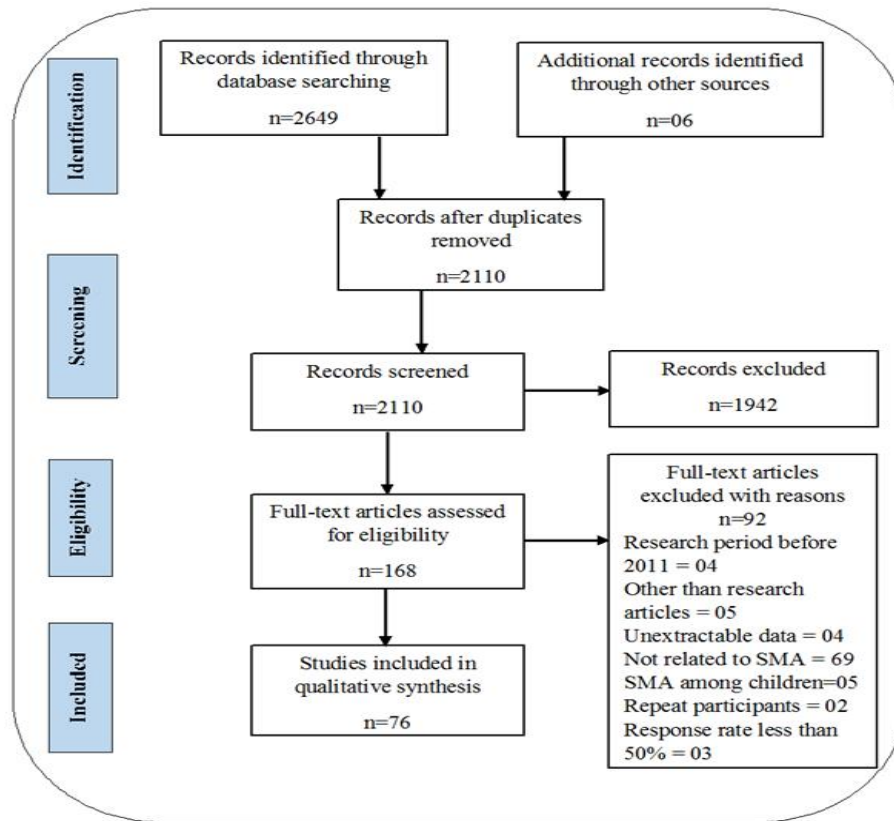 Identification
Records identified through
database searching
n=2649
Additional records identified
through other sources
n=06
Records after duplicates
removed
n=2110
Screening
Records screened
n=2110
Records excluded
n=1942
Eligibility
Full-text articles assessed
for eligibility
n=168
Full-text articles
excluded with reasons
n=92
Research period before
2011 = 04
Other than research
articles = 05
Unextractable data = 04
Not related to SMA = 69
SMA among children=05
Repeat participants = 02
Response rate less than
50% = 03
Included
Studies included in
qualitative synthesis
n=76